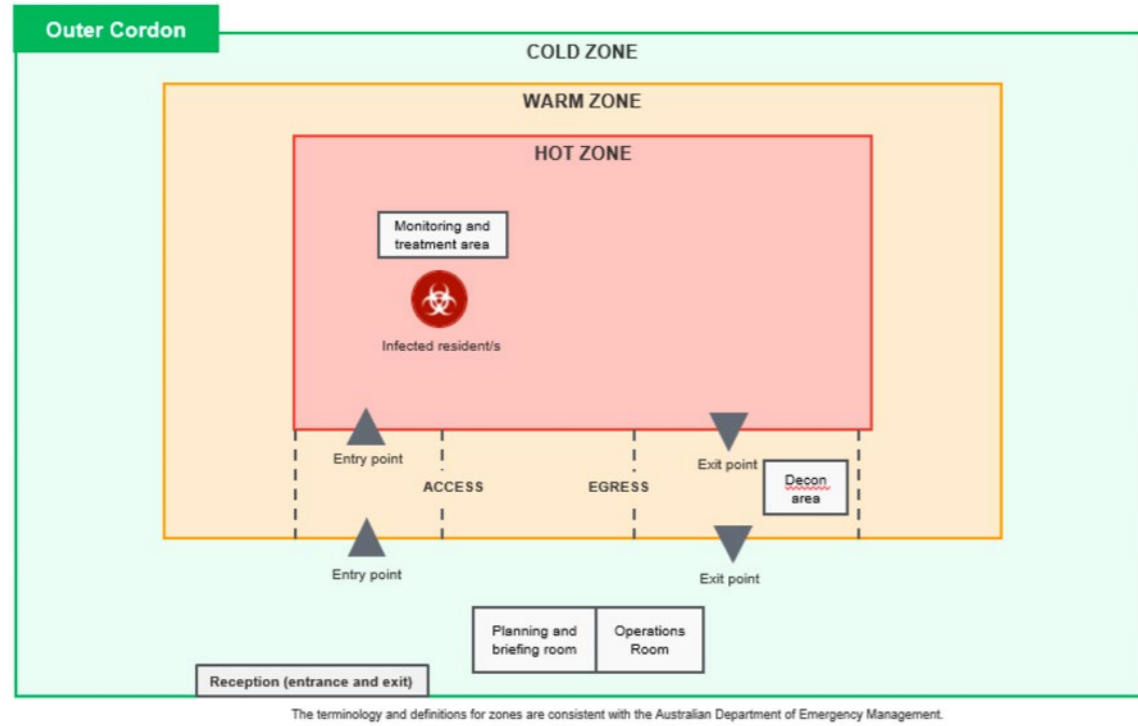 Outer Cordon
COLD ZONE
WARM ZONE
HOT ZONE
Monitoring and
treatment area
Infected resident/s
Entry point
Exit point
ACCESS
EGRESS
Decon
area
Entry point
Exit point
Planning and
briefing room
Operations
Room
Reception (entrance and exit)
The terminology and definitions for zones are consistent with the Australian Department of Emergency Management.